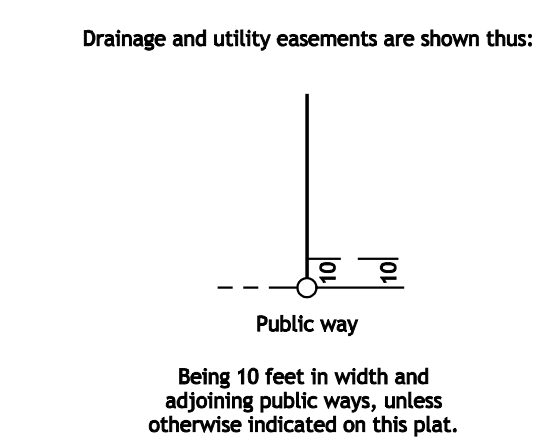 Drainage and utility easements are shown thus:
10
10
Public way
Being 10 feet in width and
adjoining public ways, unless
otherwise indicated on this plat.